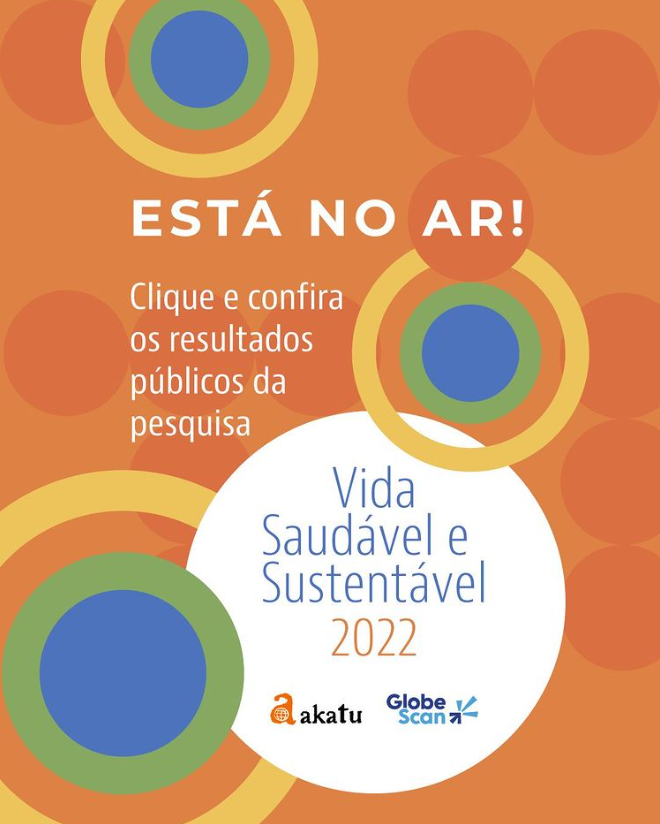 ESTÁ NO AR!
Clique e confira
os resultados
públicos da
pesquisa
Vida
Saudável e
Sustentável
2022
akatu
Globe
Scan